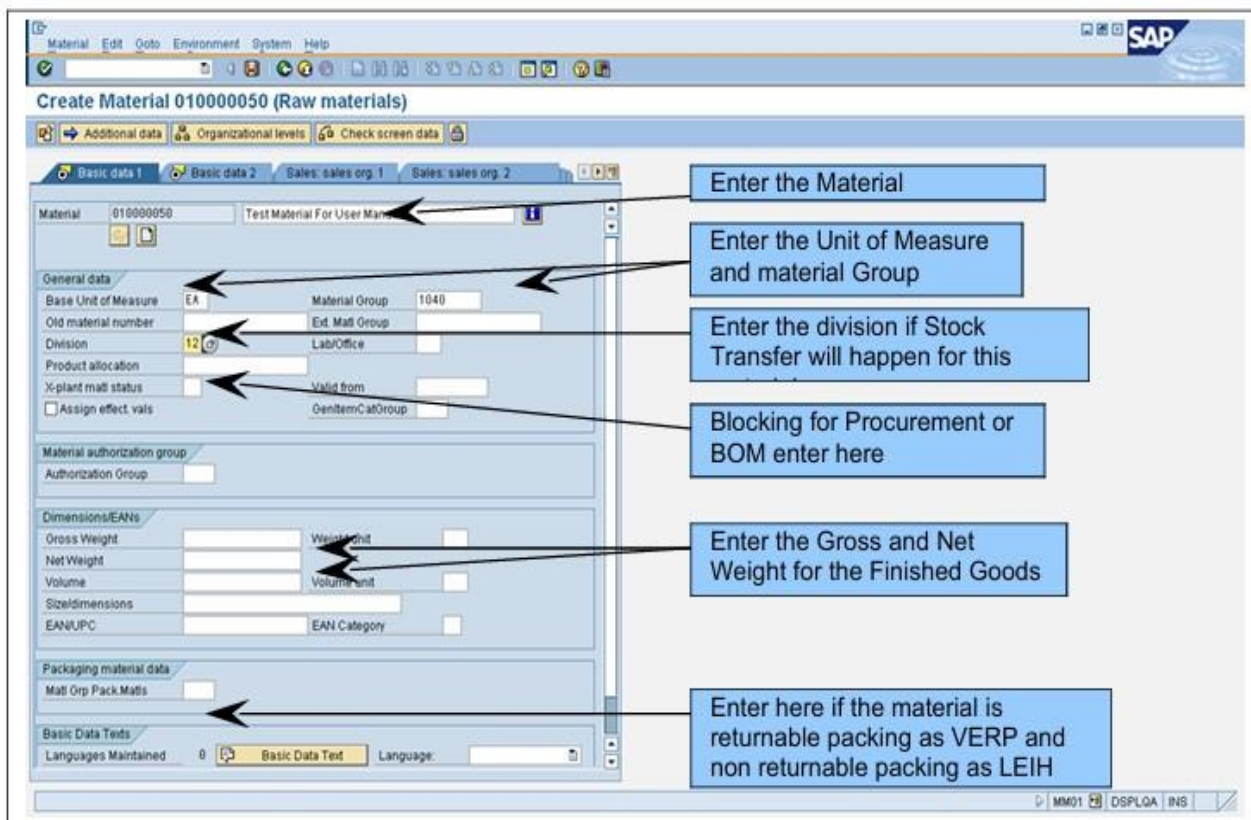 Material Edit Goto Environment System Help
SAP
Create Material 010000050 (Raw materials)
Additional data Organizational levels Check screen data
Basic data 1 Basic data 2 Sales: sales org. 1 Sales: sales org. 2
Enter the Material
Material 010000050 Test Material For User Man
Enter the Unit of Measure
and material Group
General data
Base Unit of Measure EA Material Group 1040
Old material number Ext. Matl Group
Enter the division if Stock
Transfer will happen for this
Division 12 Lab/Office
Product allocation
X-plant matl status Valid from
Assign effect. vals GenItemCatGroup
Blocking for Procurement or
BOM enter here
Material authorization group
Authorization Group
Dimensions/EANs
Gross Weight Weight unit
Enter the Gross and Net
Weight for the Finished Goods
Net Weight
Volume Volume unit
Size/dimensions
EAN/UPC EAN Category
Packaging material data
Matl Grp Pack.Matls
Enter here if the material is
returnable packing as VERP and
non returnable packing as LEIH
Basic Data Texts
Languages Maintained 0 Basic Data Text Language:
MM01 DSPLQA INS